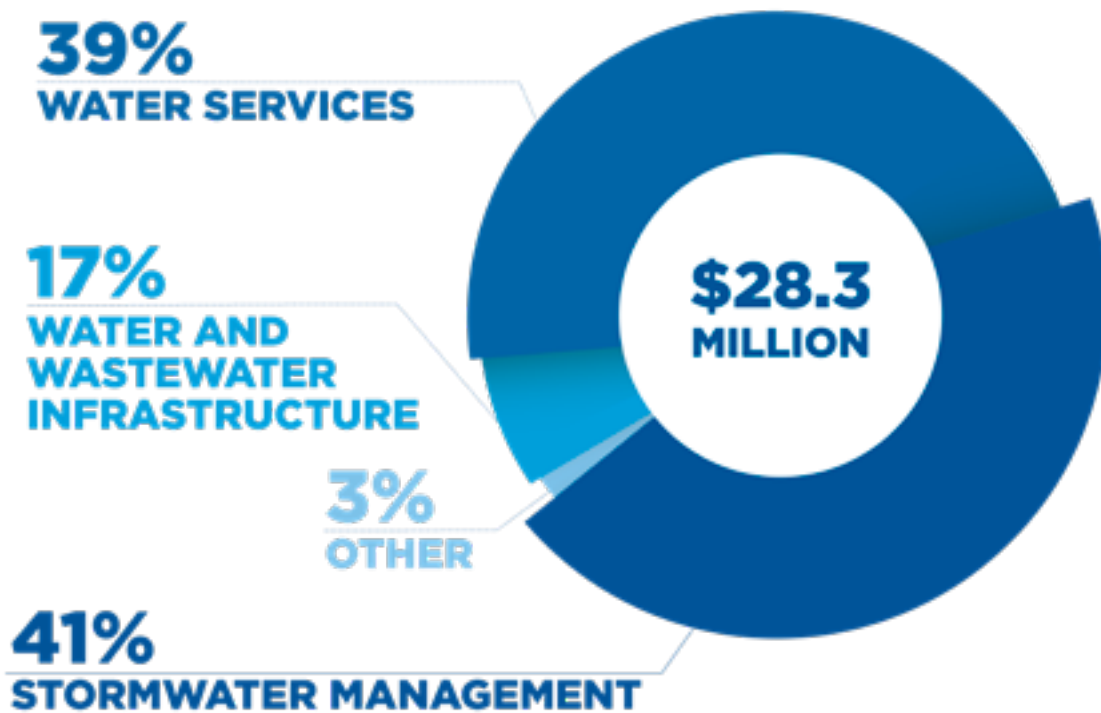 39%
WATER SERVICES
17%
WATER AND
WASTEWATER
INFRASTRUCTURE
3%
OTHER
41%
STORMWATER MANAGEMENT
$28.3
MILLION